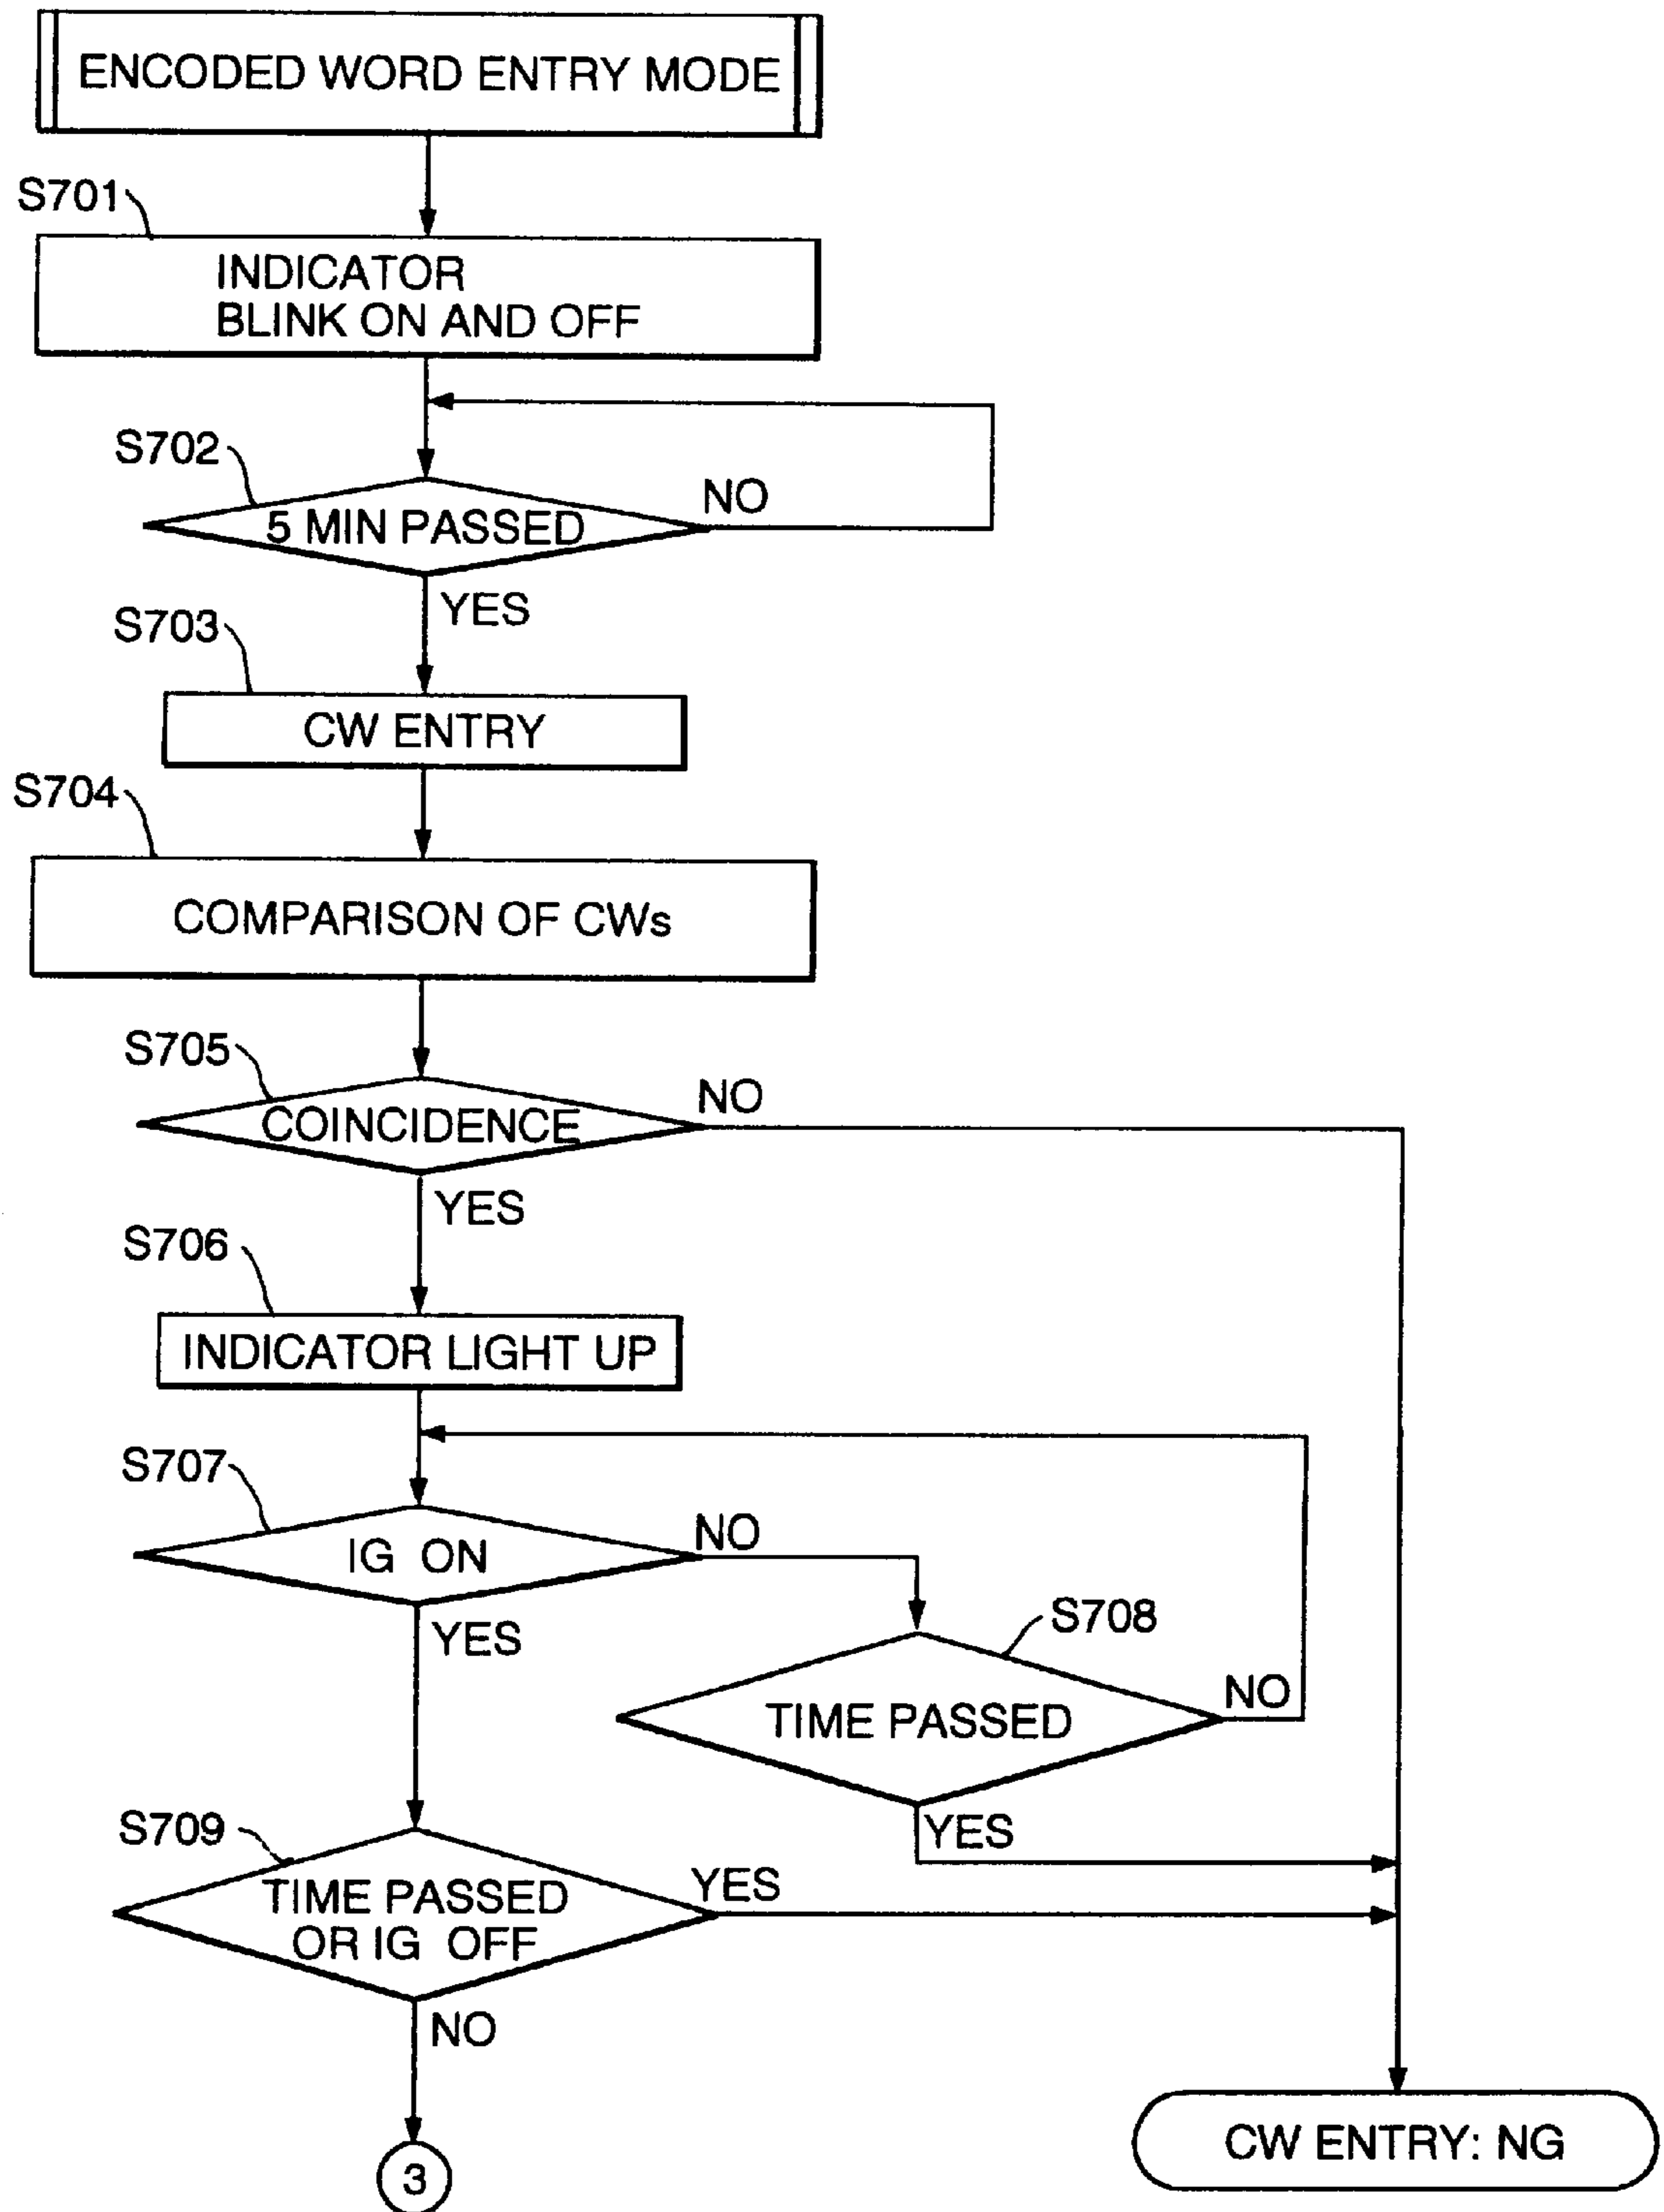 ENCODED WORD ENTRY MODE
S701
INDICATOR
BLINK ON AND OFF
S702
5 MIN PASSED
NO
YES
S703
CW ENTRY
S704
COMPARISON OF CWs
S705
COINCIDENCE
NO
YES
S706
INDICATOR LIGHT UP
S707
IG ON
NO
YES
S708
TIME PASSED
NO
YES
S709
TIME PASSED
OR IG OFF
YES
NO
3
CW ENTRY: NG